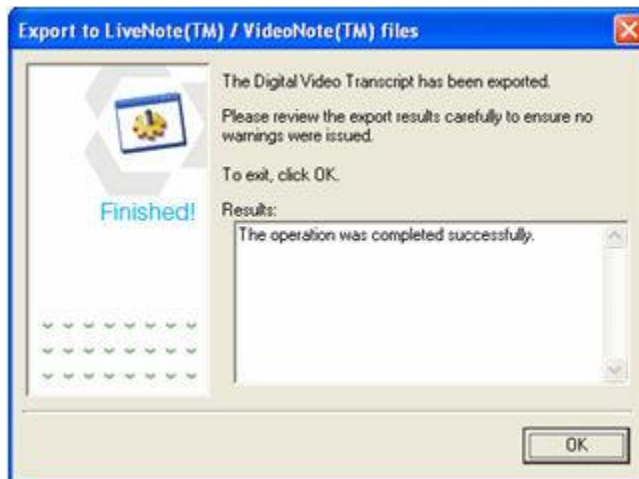 Export to LiveNote(TM) / VideoNote(TM) files
The Digital Video Transcript has been exported.
Please review the export results carefully to ensure no
warnings were issued.
To exit, click OK.
Finished!
Results:
The operation was completed successfully.
OK